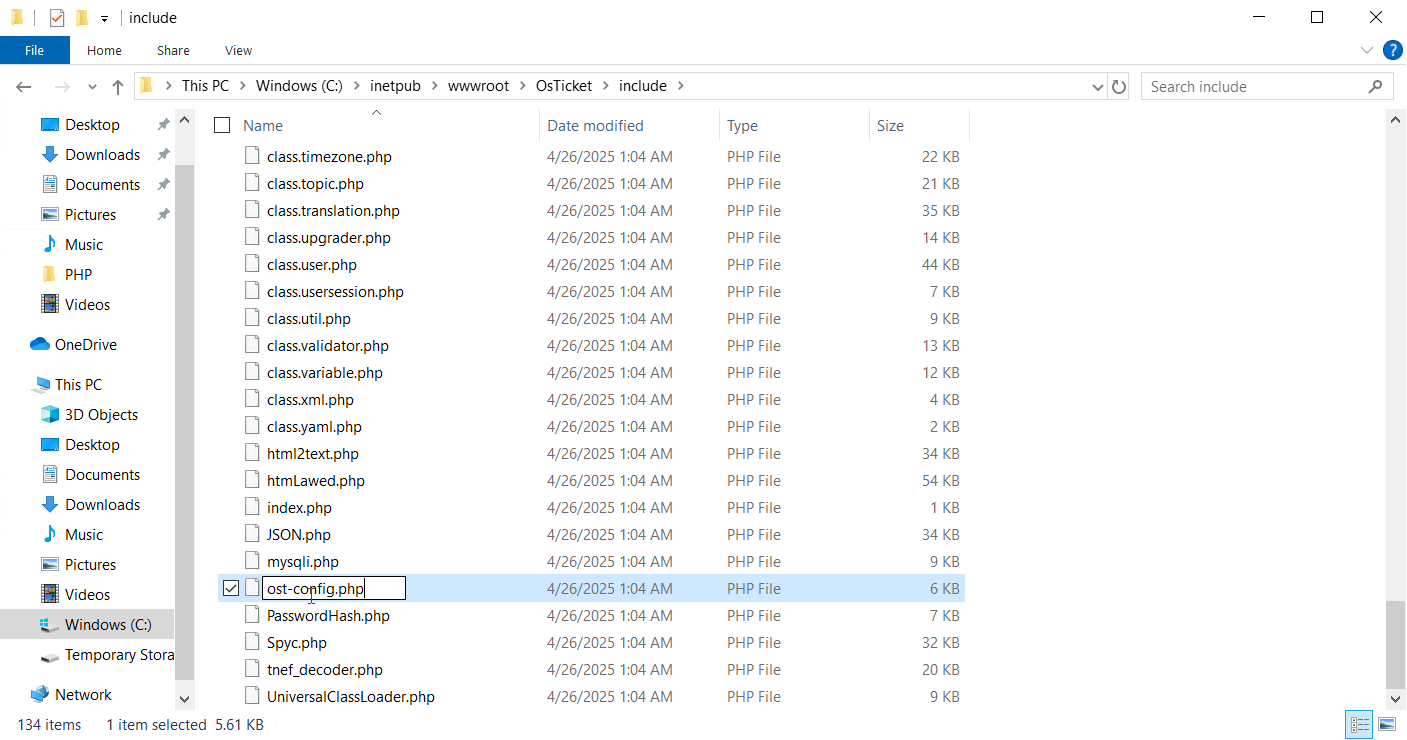 include
File Home Share View
This PC Windows (C:) inetpub wwwroot OsTicket include
Search include
Desktop
Downloads
Documents
Pictures
Music
PHP
Videos
OneDrive
This PC
3D Objects
Desktop
Documents
Downloads
Music
Pictures
Videos
Windows (C:)
Temporary Stora
Network
Name Date modified Type Size
class.timezone.php 4/26/2025 1:04 AM PHP File 22 KB
class.topic.php 4/26/2025 1:04 AM PHP File 21 KB
class.translation.php 4/26/2025 1:04 AM PHP File 35 KB
class.upgrader.php 4/26/2025 1:04 AM PHP File 14 KB
class.user.php 4/26/2025 1:04 AM PHP File 44 KB
class.usersession.php 4/26/2025 1:04 AM PHP File 7 KB
class.util.php 4/26/2025 1:04 AM PHP File 9 KB
class.validator.php 4/26/2025 1:04 AM PHP File 13 KB
class.variable.php 4/26/2025 1:04 AM PHP File 12 KB
class.xml.php 4/26/2025 1:04 AM PHP File 4 KB
class.yaml.php 4/26/2025 1:04 AM PHP File 2 KB
html2text.php 4/26/2025 1:04 AM PHP File 34 KB
htmLawed.php 4/26/2025 1:04 AM PHP File 54 KB
index.php 4/26/2025 1:04 AM PHP File 1 KB
JSON.php 4/26/2025 1:04 AM PHP File 34 KB
mysqli.php 4/26/2025 1:04 AM PHP File 9 KB
ost-config.php 4/26/2025 1:04 AM PHP File 6 KB
PasswordHash.php 4/26/2025 1:04 AM PHP File 7 KB
Spyc.php 4/26/2025 1:04 AM PHP File 32 KB
tnef_decoder.php 4/26/2025 1:04 AM PHP File 20 KB
UniversalClassLoader.php 4/26/2025 1:04 AM PHP File 9 KB
134 items 1 item selected 5.61 KB